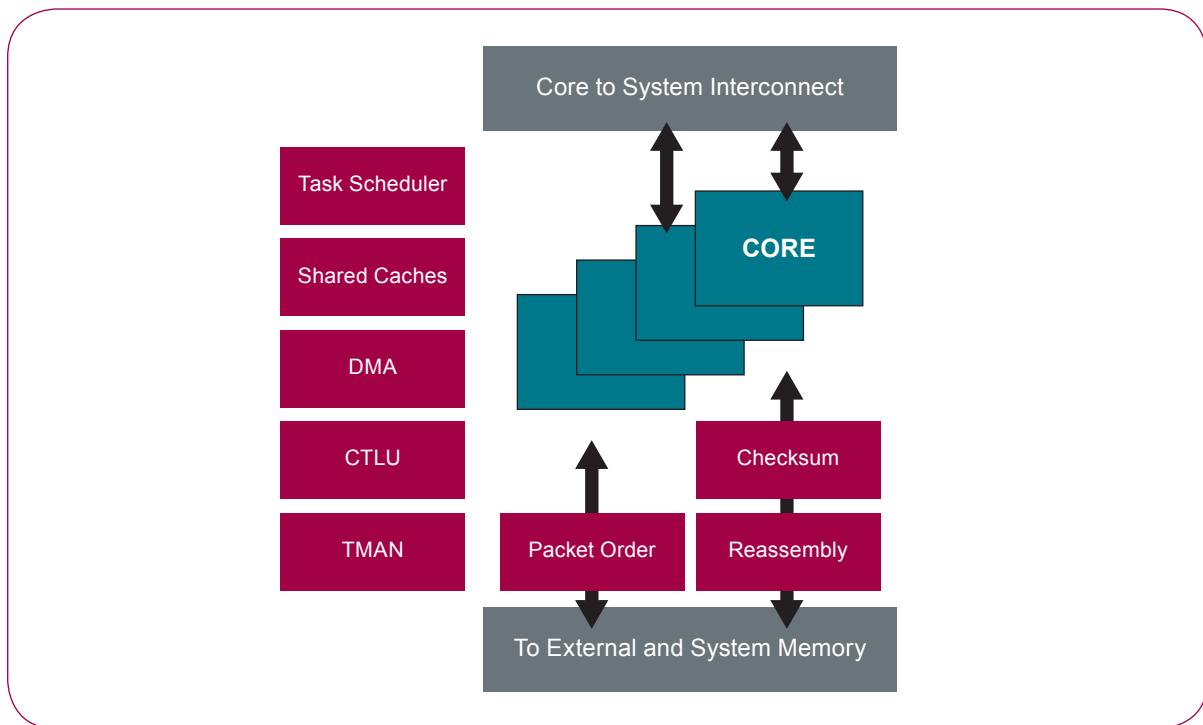 Core to System Interconnect
Task Scheduler
Shared Caches
DMA
CTLU
TMAN
CORE
Checksum
Packet Order
Reassembly
To External and System Memory